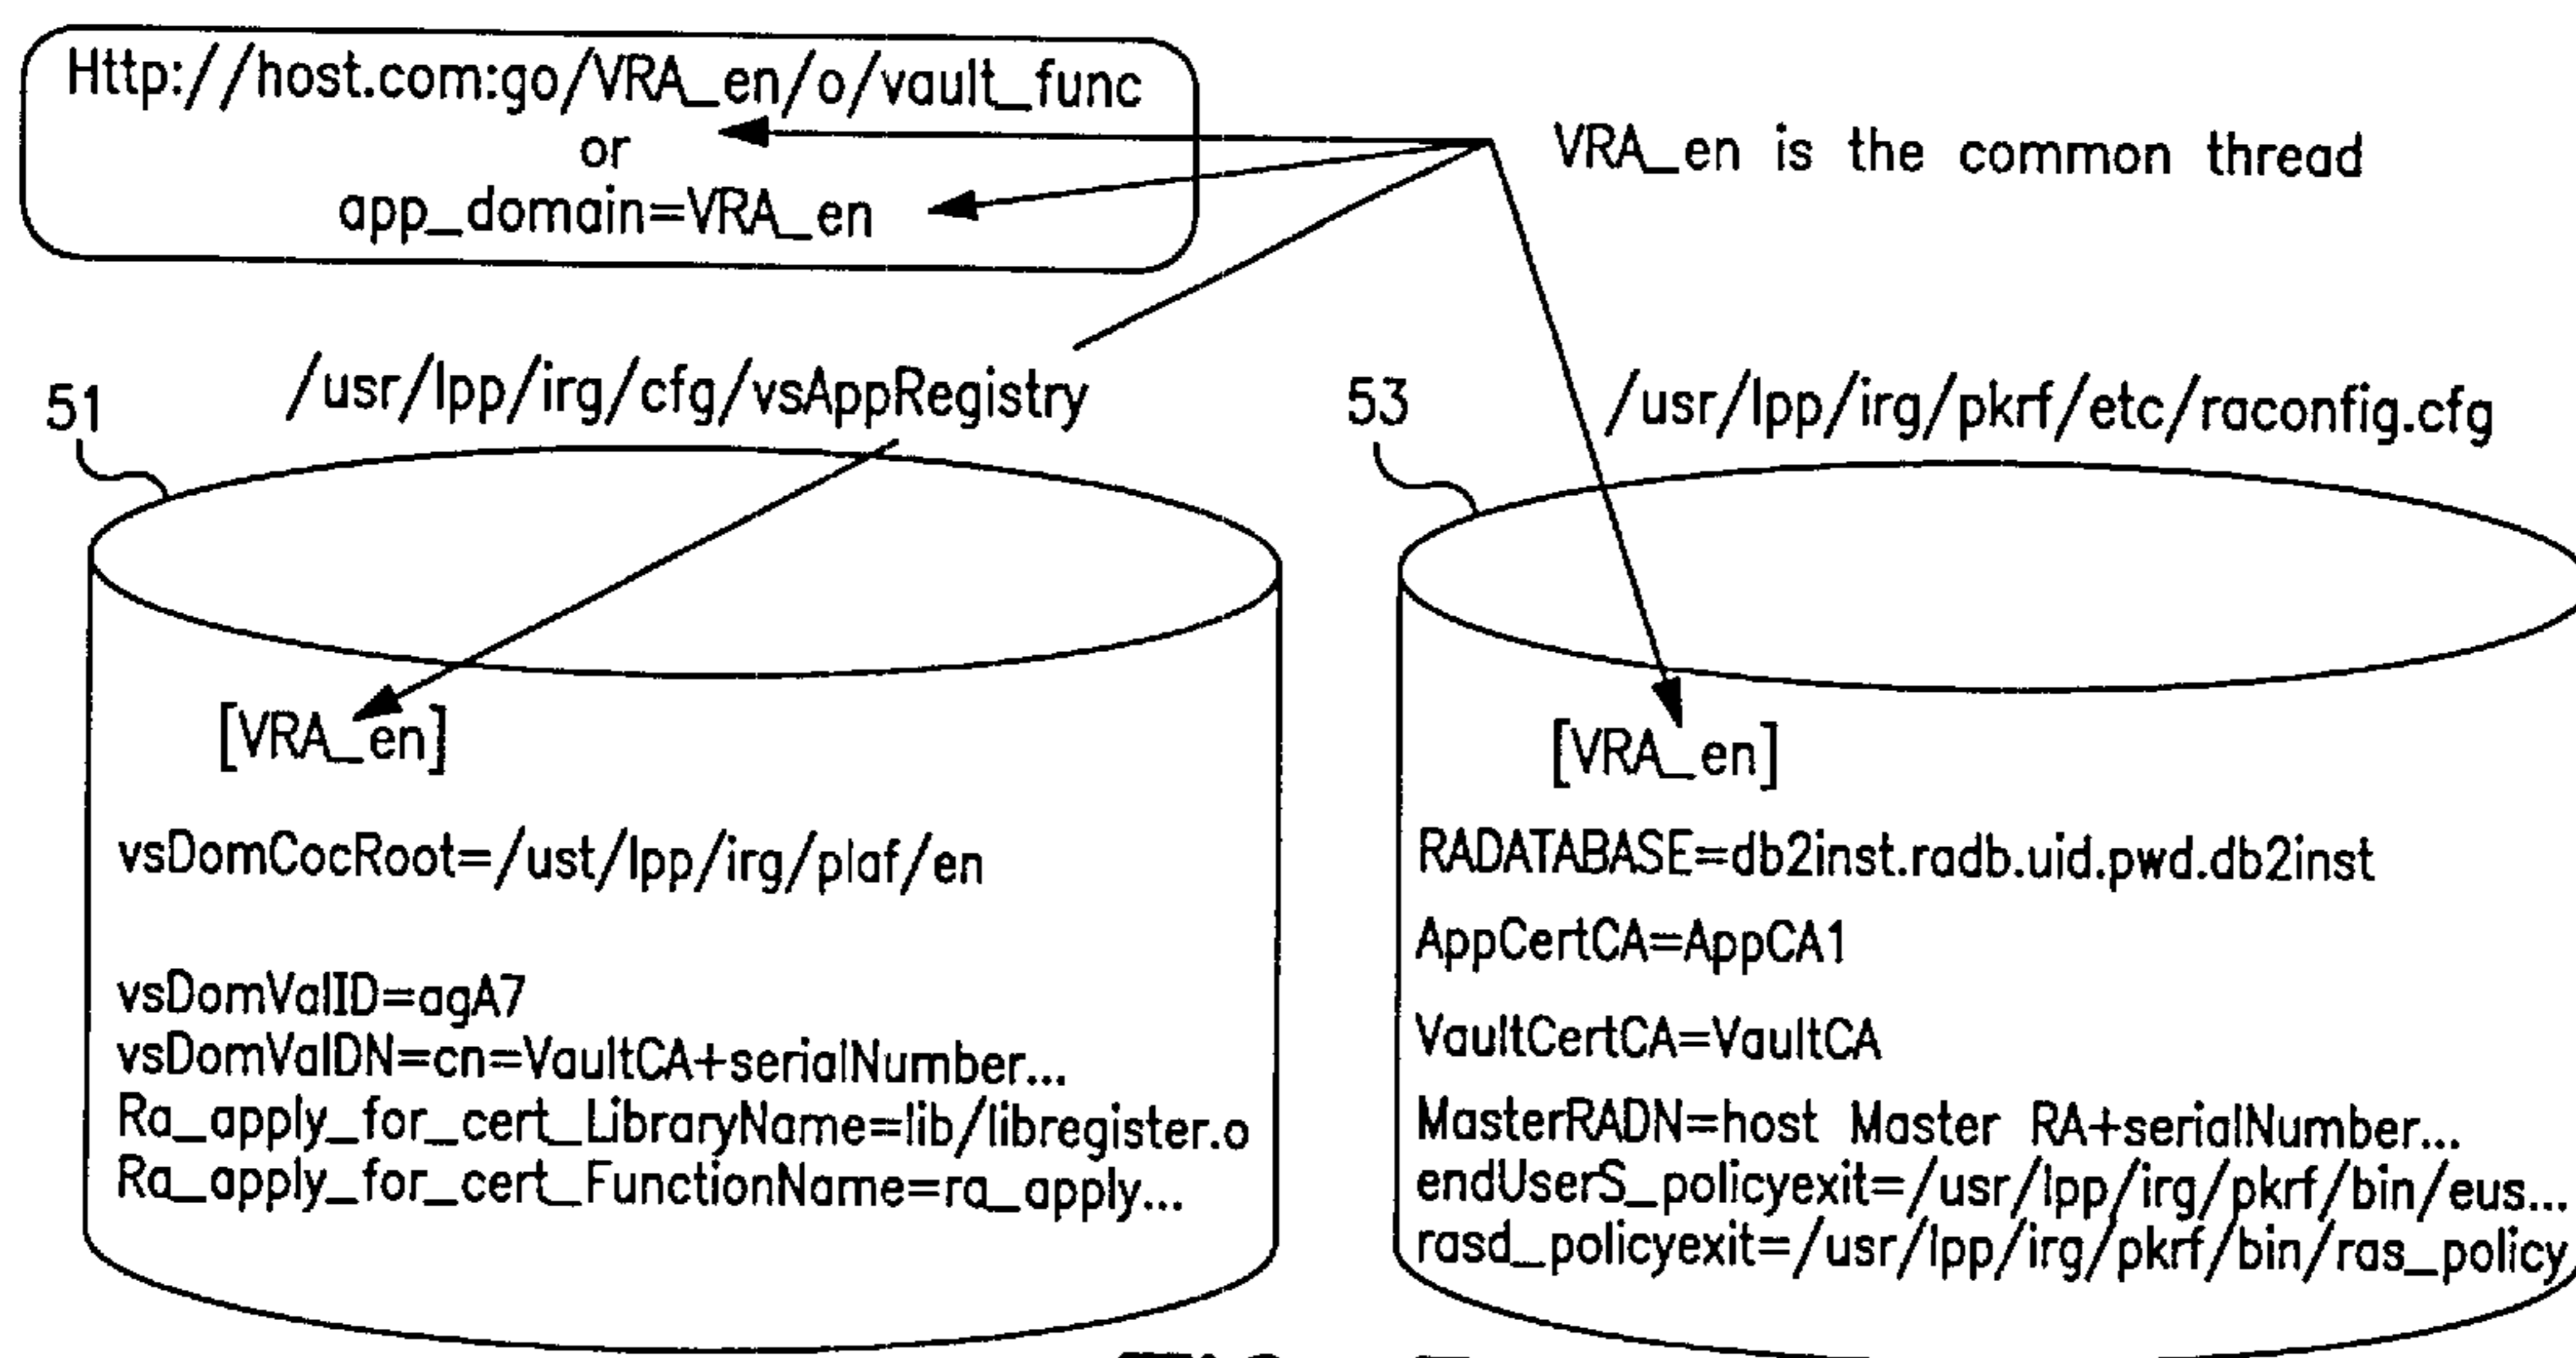 Http://host.com:go/VRA_en/o/vault_func
or
app_domain=VRA_en
VRA_en is the common thread
51
/usr/lpp/irg/cfg/vsAppRegistry
53
/usr/lpp/irg/pkrf/etc/raconfig.cfg
[VRA_en]
vsDomCocRoot=/ust/lpp/irg/plaf/en
vsDomValID=agA7
vsDomValDN=cn=VaultCA+serialNumber...
Ra_apply_for_cert_LibraryName=lib/libregister.o
Ra_apply_for_cert_FunctionName=ra_apply...
[VRA_en]
RADATABASE=db2inst.radb.uid.pwd.db2inst
AppCertCA=AppCA1
VaultCertCA=VaultCA
MasterRADN=host Master RA+serialNumber...
endUserS_policyexit=/usr/lpp/irg/pkrf/bin/eus...
rasd_policyexit=/usr/lpp/irg/pkrf/bin/ras_policy